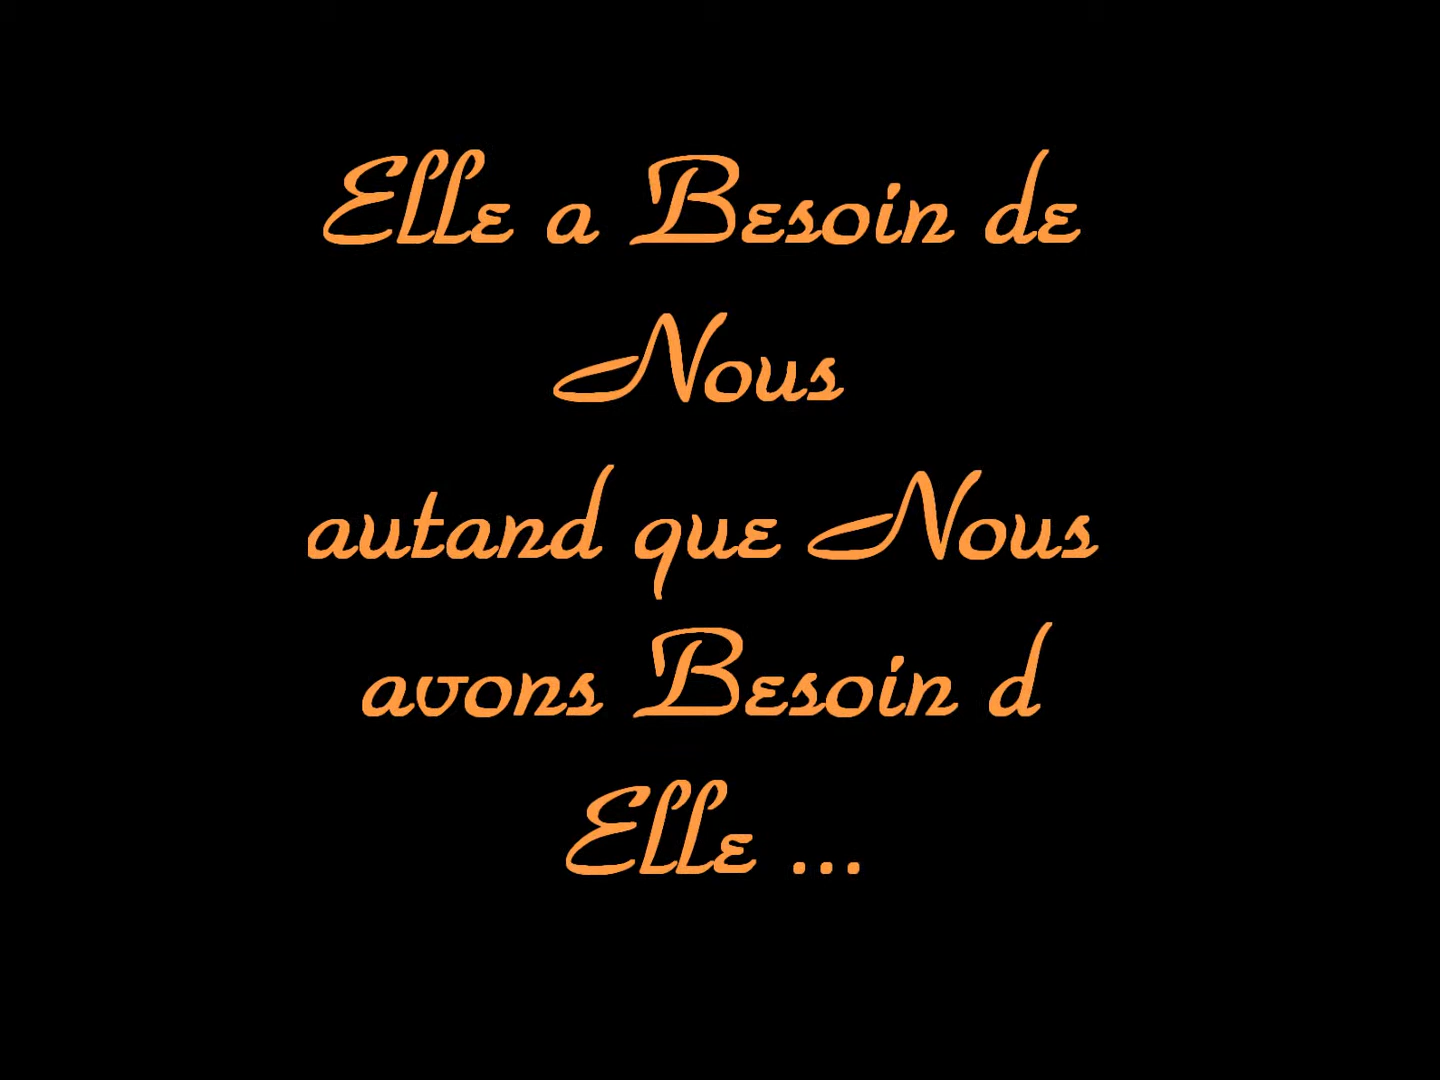 Elle a Besoin de
Nous
autand que Nous
avons Besoin d
Elle ...